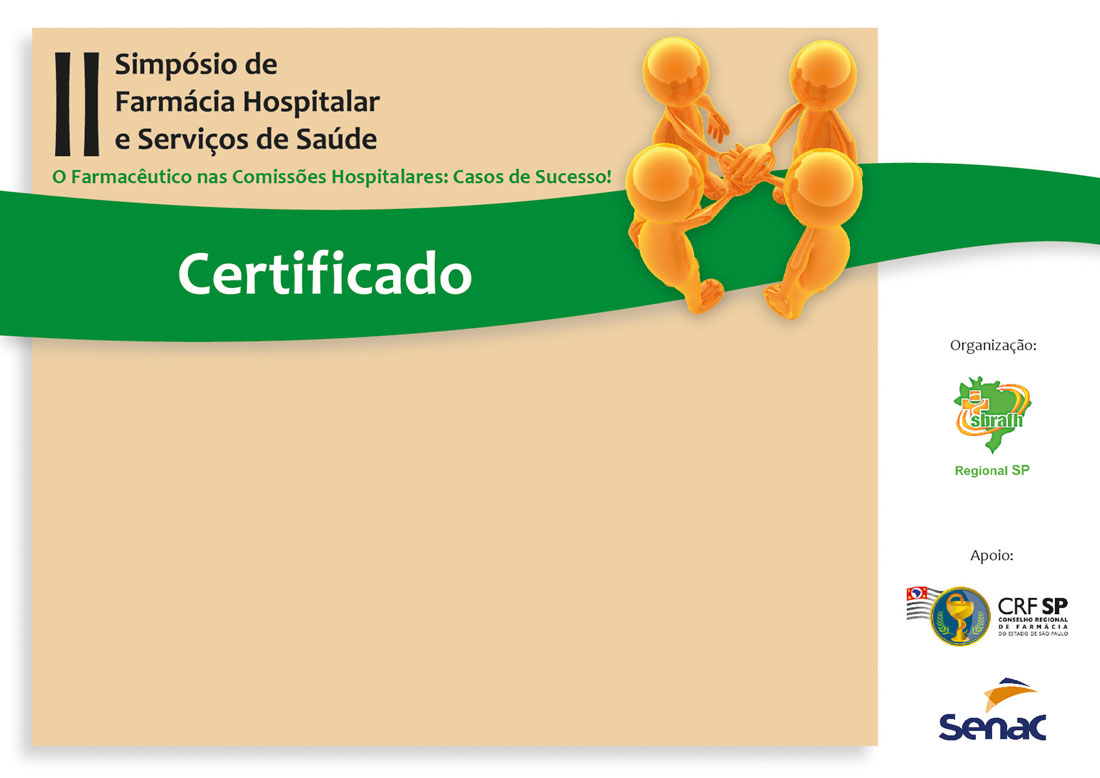 II
Simpósio de
Farmácia Hospitalar
e Serviços de Saúde
O Farmacêutico nas Comissões Hospitalares: Casos de Sucesso!
Certificado
Organização:
sbrafh
Regional SP
Apoio:
CRF SP
CONSELHO REGIONAL
DE FARMÁCIA
DO ESTADO DE SÃO PAULO
Senac